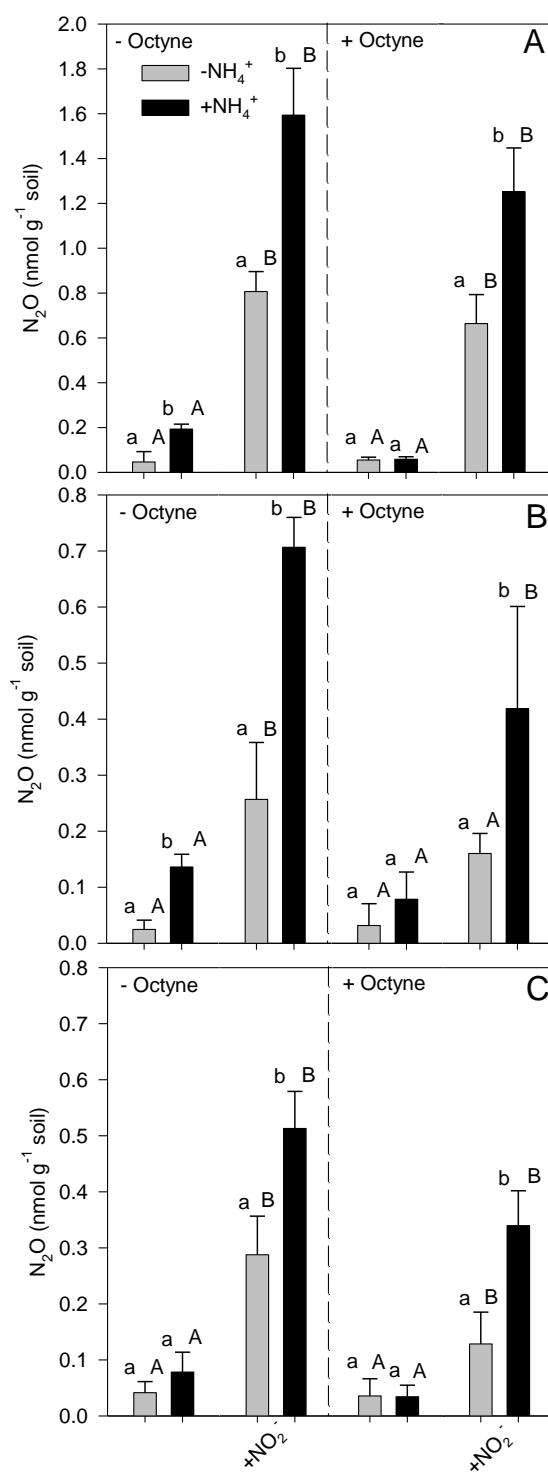 - Octyne
+ Octyne
A
-NH₄⁺
+NH₄⁺
N₂O (nmol g⁻¹ soil)
2.0
1.8
1.6
1.4
1.2
1.0
0.8
0.6
0.4
0.2
0.0
a A
b A
a B
b B
a A
a A
a B
b B
- Octyne
+ Octyne
B
N₂O (nmol g⁻¹ soil)
0.8
0.7
0.6
0.5
0.4
0.3
0.2
0.1
0.0
a A
b A
a B
b B
a A
a A
a A
b B
- Octyne
+ Octyne
C
N₂O (nmol g⁻¹ soil)
0.8
0.7
0.6
0.5
0.4
0.3
0.2
0.1
0.0
a A
a A
a B
b B
a A
a A
a B
b B
+NO₂⁻
+NO₂⁻